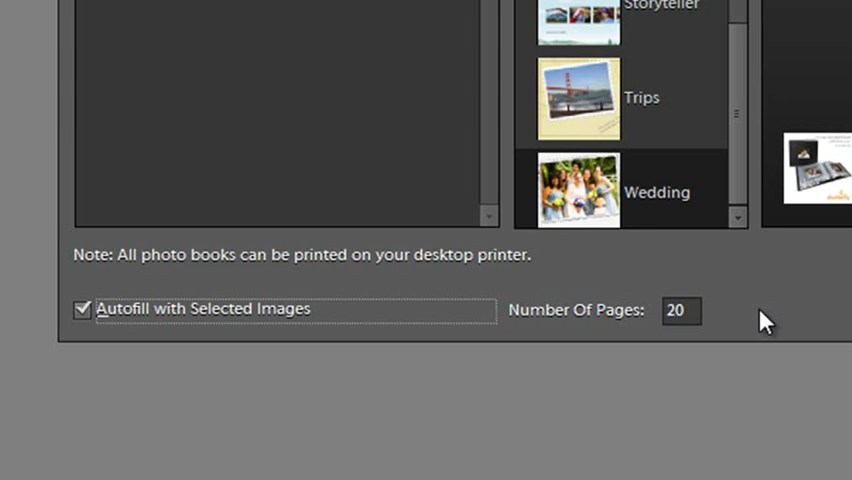 Storyteller
Trips
Wedding
Note: All photo books can be printed on your desktop printer.
Autofill with Selected Images
Number Of Pages: 20